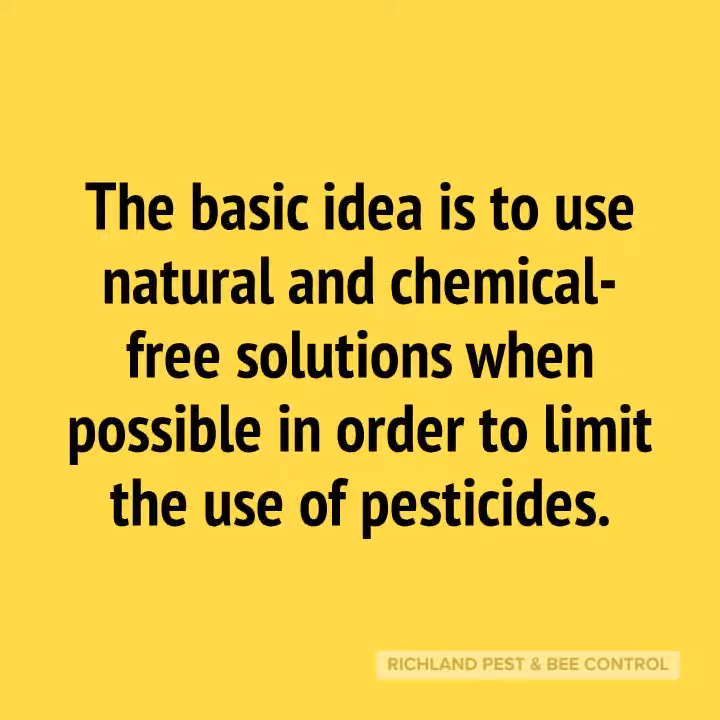 The basic idea is to use
natural and chemical-
free solutions when
possible in order to limit
the use of pesticides.
RICHLAND PEST & BEE CONTROL